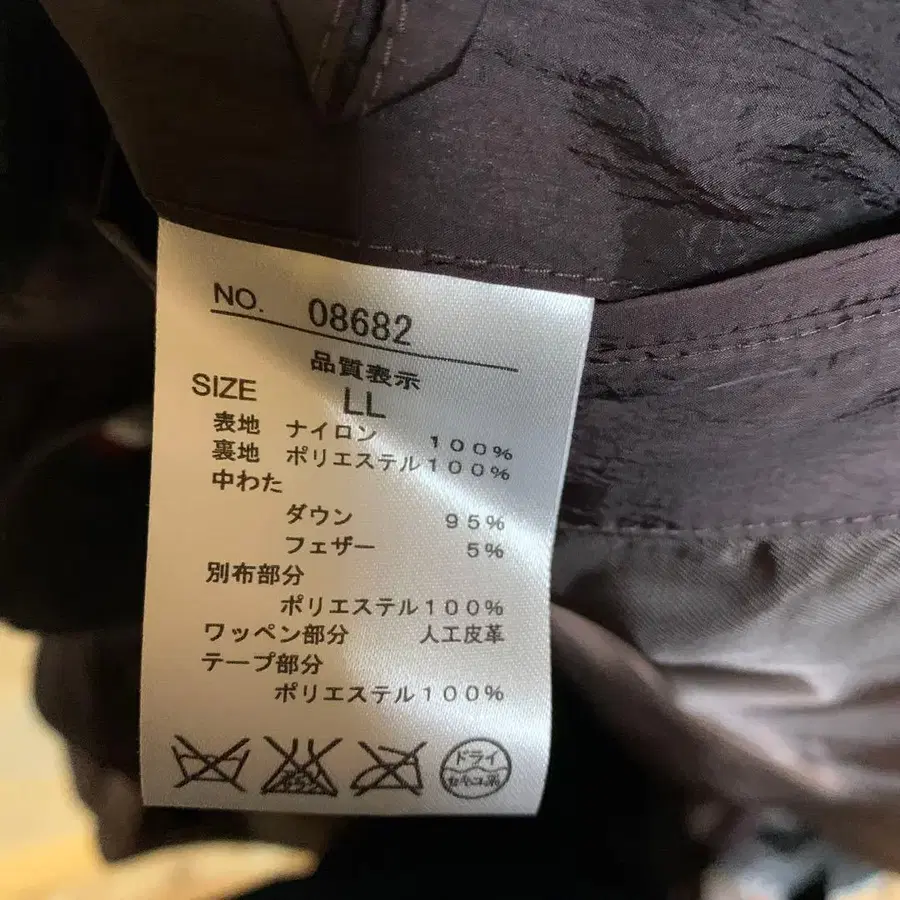 NO. 08682
品質表示
SIZE LL
表地 ナイロン 100%
裏地 ポリエステル100%
中わた
ダウン 95%
フェザー 5%
別布部分
ポリエステル100%
ワッペン部分 人工皮革
テープ部分
ポリエステル100%
ドライ
セキユ系